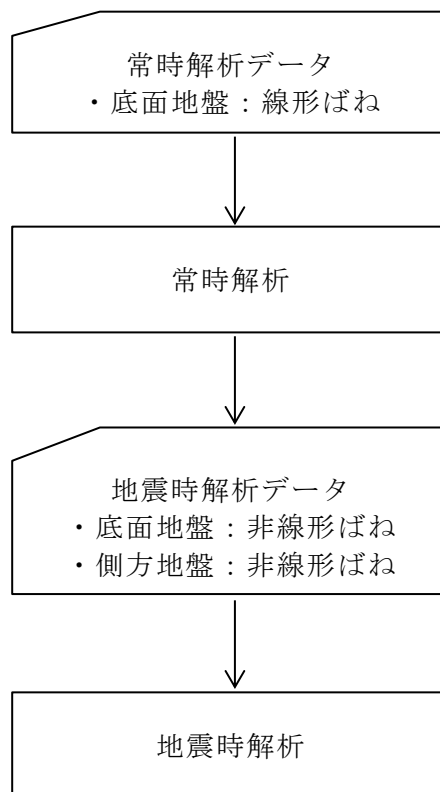 常時解析データ
・底面地盤：線形ばね
常時解析
地震時解析データ
・底面地盤：非線形ばね
・側方地盤：非線形ばね
地震時解析